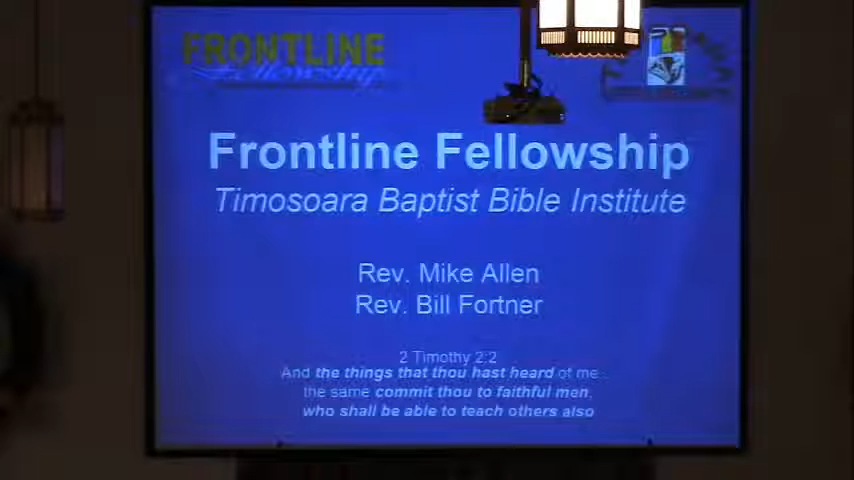 FRONTLINE
Fellowship
Frontline Fellowship
Timosoara Baptist Bible Institute
Rev. Mike Allen
Rev. Bill Fortner
2 Timothy 2:2
And the things that thou hast heard of me..
the same commit thou to faithful men,
who shall be able to teach others also